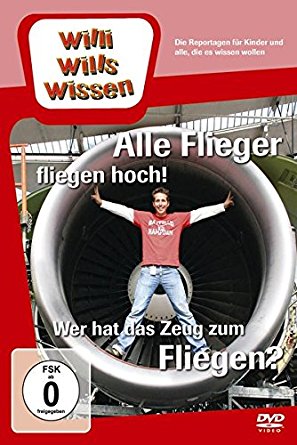 Willi
wills
wissen
Die Reportagen für Kinder und
alle, die es wissen wollen
Alle Flieger
fliegen hoch!
Wer hat das Zeug zum
Fliegen?
FSK
ab
0
freigegeben
DVD
VIDEO